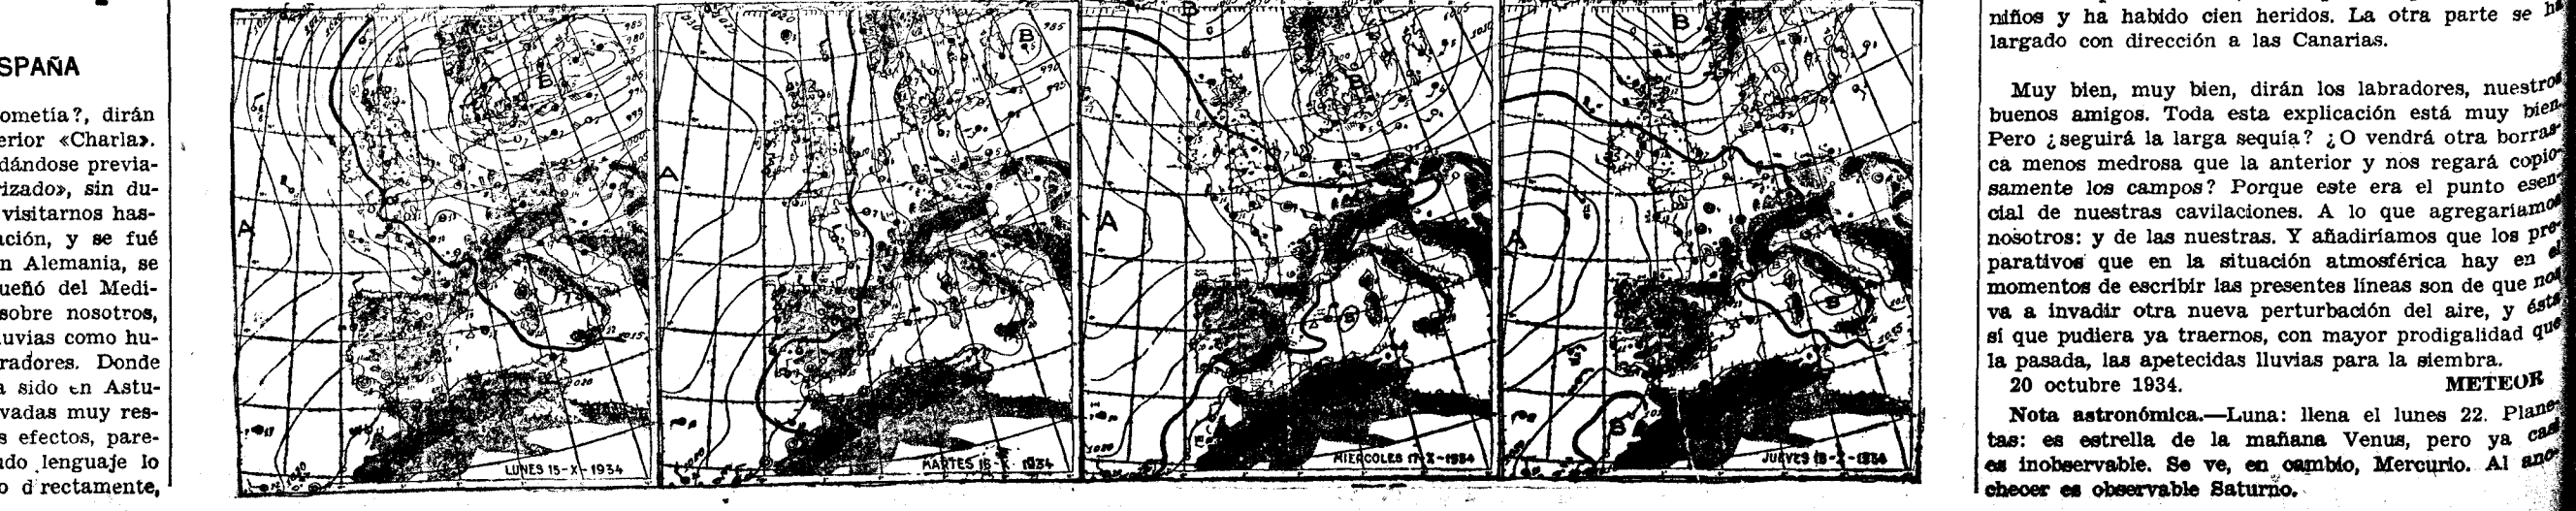 SPAÑA
ometía?, dirán
erior «Charla».
dándose previa-
rizado», sin du-
visitarnos has-
ación, y se fué
n Alemania, se
ueñó del Medi-
sobre nosotros,
luvias como hu-
radores. Donde
a sido en Astu-
vadas muy res-
s efectos, pare-
ado lenguaje lo
o d rectamente,
LUNES 15-X-1934
MARTES 16-X-1934
MIERCOLES 17-X-1934
JUEVES 18-X-1934
niños y ha habido cien heridos. La otra parte se ha
largado con dirección a las Canarias.
Muy bien, muy bien, dirán los labradores, nuestros
buenos amigos. Toda esta explicación está muy bien.
Pero ¿seguirá la larga sequía? ¿O vendrá otra borras-
ca menos medrosa que la anterior y nos regará copio-
samente los campos? Porque este era el punto esen-
cial de nuestras cavilaciones. A lo que agregaríamos
nosotros: y de las nuestras. Y añadiríamos que los pre-
parativos que en la situación atmosférica hay en el
momentos de escribir las presentes líneas son de que nos
va a invadir otra nueva perturbación del aire, y ésta
sí que pudiera ya traernos, con mayor prodigalidad que
la pasada, las apetecidas lluvias para la siembra.
20 octubre 1934. METEOR
Nota astronómica.—Luna: llena el lunes 22. Plane-
tas: es estrella de la mañana Venus, pero ya casi
es inobservable. Se ve, en cambio, Mercurio. Al ano-
checer es observable Saturno.